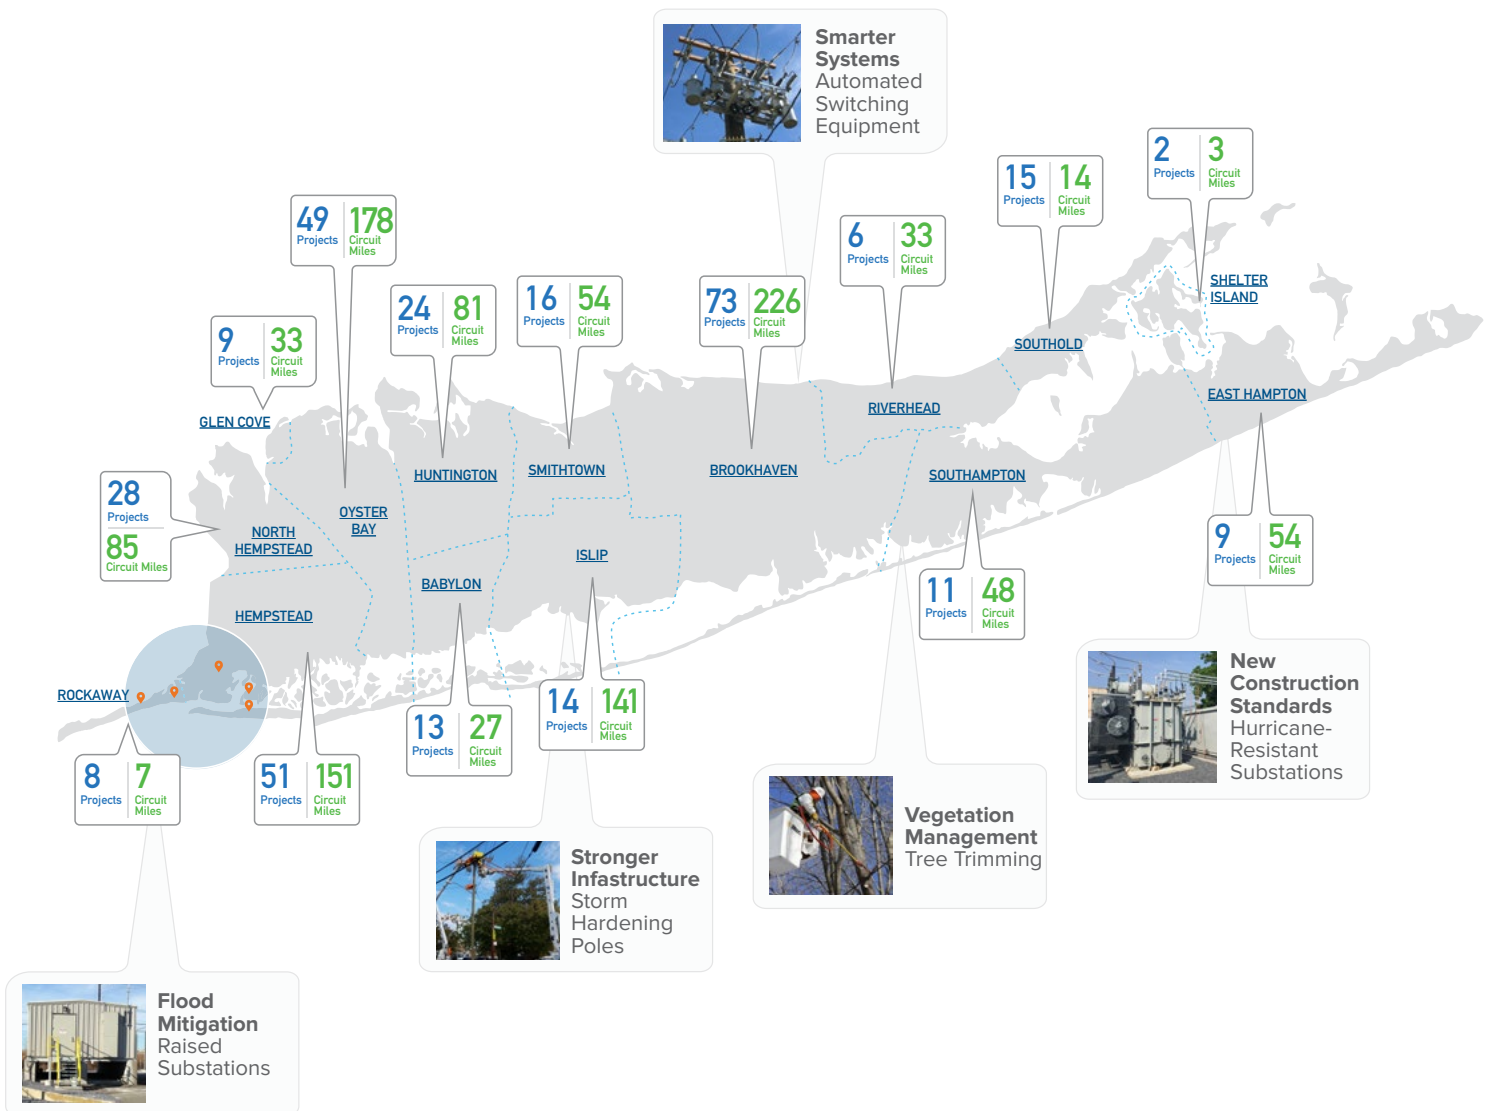 Smarter
Systems
Automated
Switching
Equipment
2
Projects
3
Circuit
Miles
15
Projects
14
Circuit
Miles
49
Projects
178
Circuit
Miles
6
Projects
33
Circuit
Miles
24
Projects
81
Circuit
Miles
16
Projects
54
Circuit
Miles
73
Projects
226
Circuit
Miles
9
Projects
33
Circuit
Miles
SHELTER
ISLAND
SOUTHOLD
EAST HAMPTON
RIVERHEAD
GLEN COVE
HUNTINGTON
SMITHTOWN
BROOKHAVEN
SOUTHAMPTON
28
Projects
85
Circuit Miles
OYSTER
BAY
NORTH
HEMPSTEAD
ISLIP
BABYLON
HEMPSTEAD
ROCKAWAY
9
Projects
54
Circuit
Miles
11
Projects
48
Circuit
Miles
14
Projects
141
Circuit
Miles
13
Projects
27
Circuit
Miles
8
Projects
7
Circuit
Miles
51
Projects
151
Circuit
Miles
New
Construction
Standards
Hurricane-
Resistant
Substations
Vegetation
Management
Tree Trimming
Stronger
Infastructure
Storm
Hardening
Poles
Flood
Mitigation
Raised
Substations